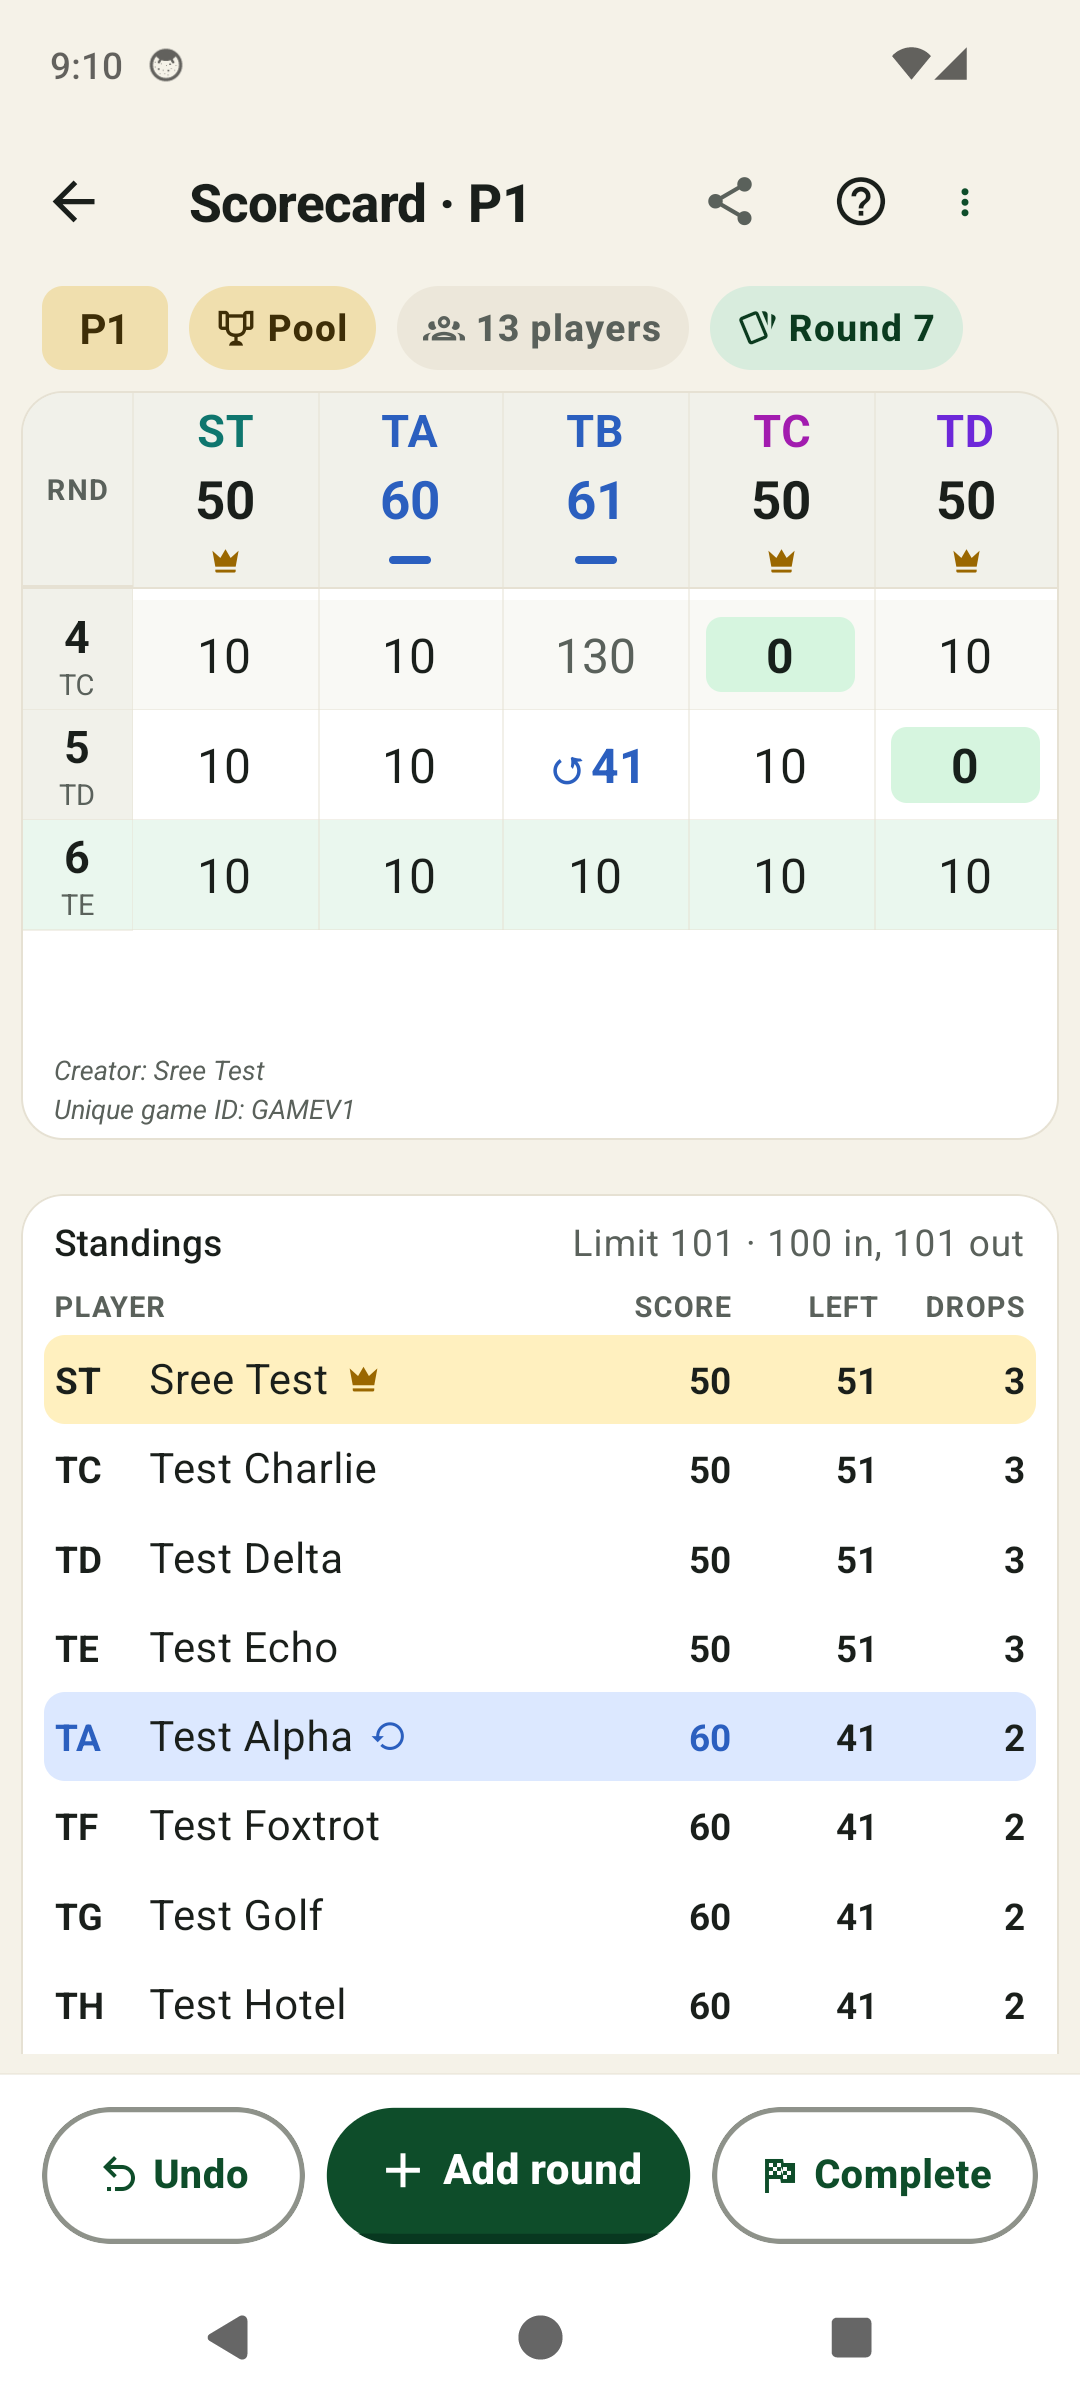 9:10
Scorecard · P1
P1 Pool 13 players Round 7
RND ST TA TB TC TD
50 60 61 50 50
4 TC 10 10 130 0 10
5 TD 10 10 41 10 0
6 TE 10 10 10 10 10
Creator: Sree Test
Unique game ID: GAMEV1
Standings Limit 101 · 100 in, 101 out
PLAYER SCORE LEFT DROPS
ST Sree Test 50 51 3
TC Test Charlie 50 51 3
TD Test Delta 50 51 3
TE Test Echo 50 51 3
TA Test Alpha 60 41 2
TF Test Foxtrot 60 41 2
TG Test Golf 60 41 2
TH Test Hotel 60 41 2
Undo Add round Complete